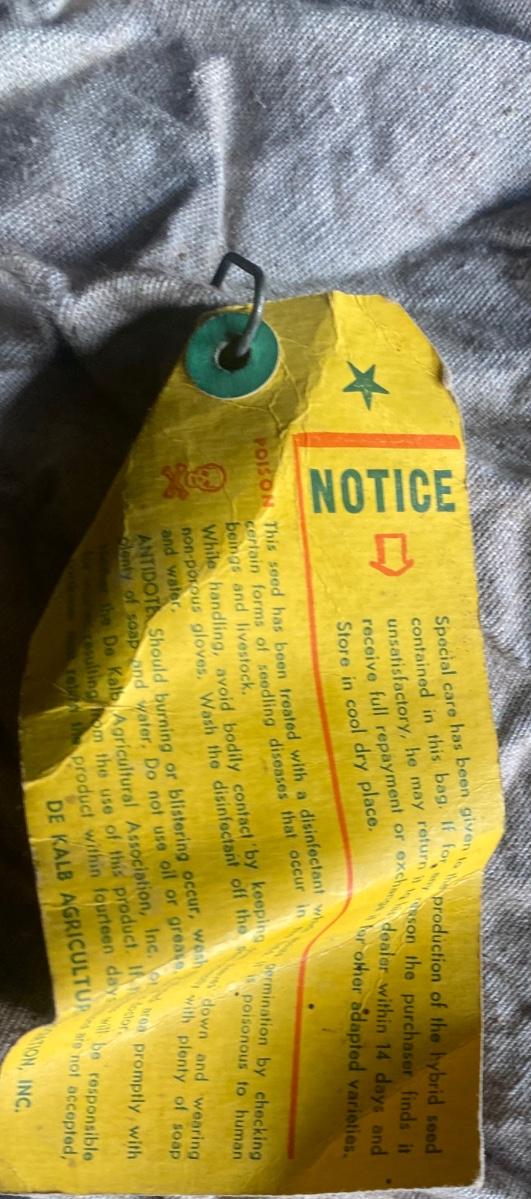 NOTICE
Special care has been given production of the hybrid seed
contained in this bag. If for reason the purchaser finds it
unsatisfactory, he may return dealer within 14 days and
receive full repayment or exchange it for other adapted varieties.
Store in cool dry place.
POISON
This seed has been treated with a disinfectant
certain forms of seedling diseases that occur in germination by checking
beings and livestock. is poisonous to human
While handling, avoid bodily contact by keeping down and wearing
non-porous gloves. Wash the disinfectant off the with plenty of soap
and water.
ANTIDOTE Should burning or blistering occur, wash area promptly with
plenty of soap and water. Do not use oil or grease.
the De Kalb Agricultural Association, Inc. will be responsible
resulting from the use of this product. If are not accepted,
return the product within fourteen days
DE KALB AGRICULTUR TION, INC.